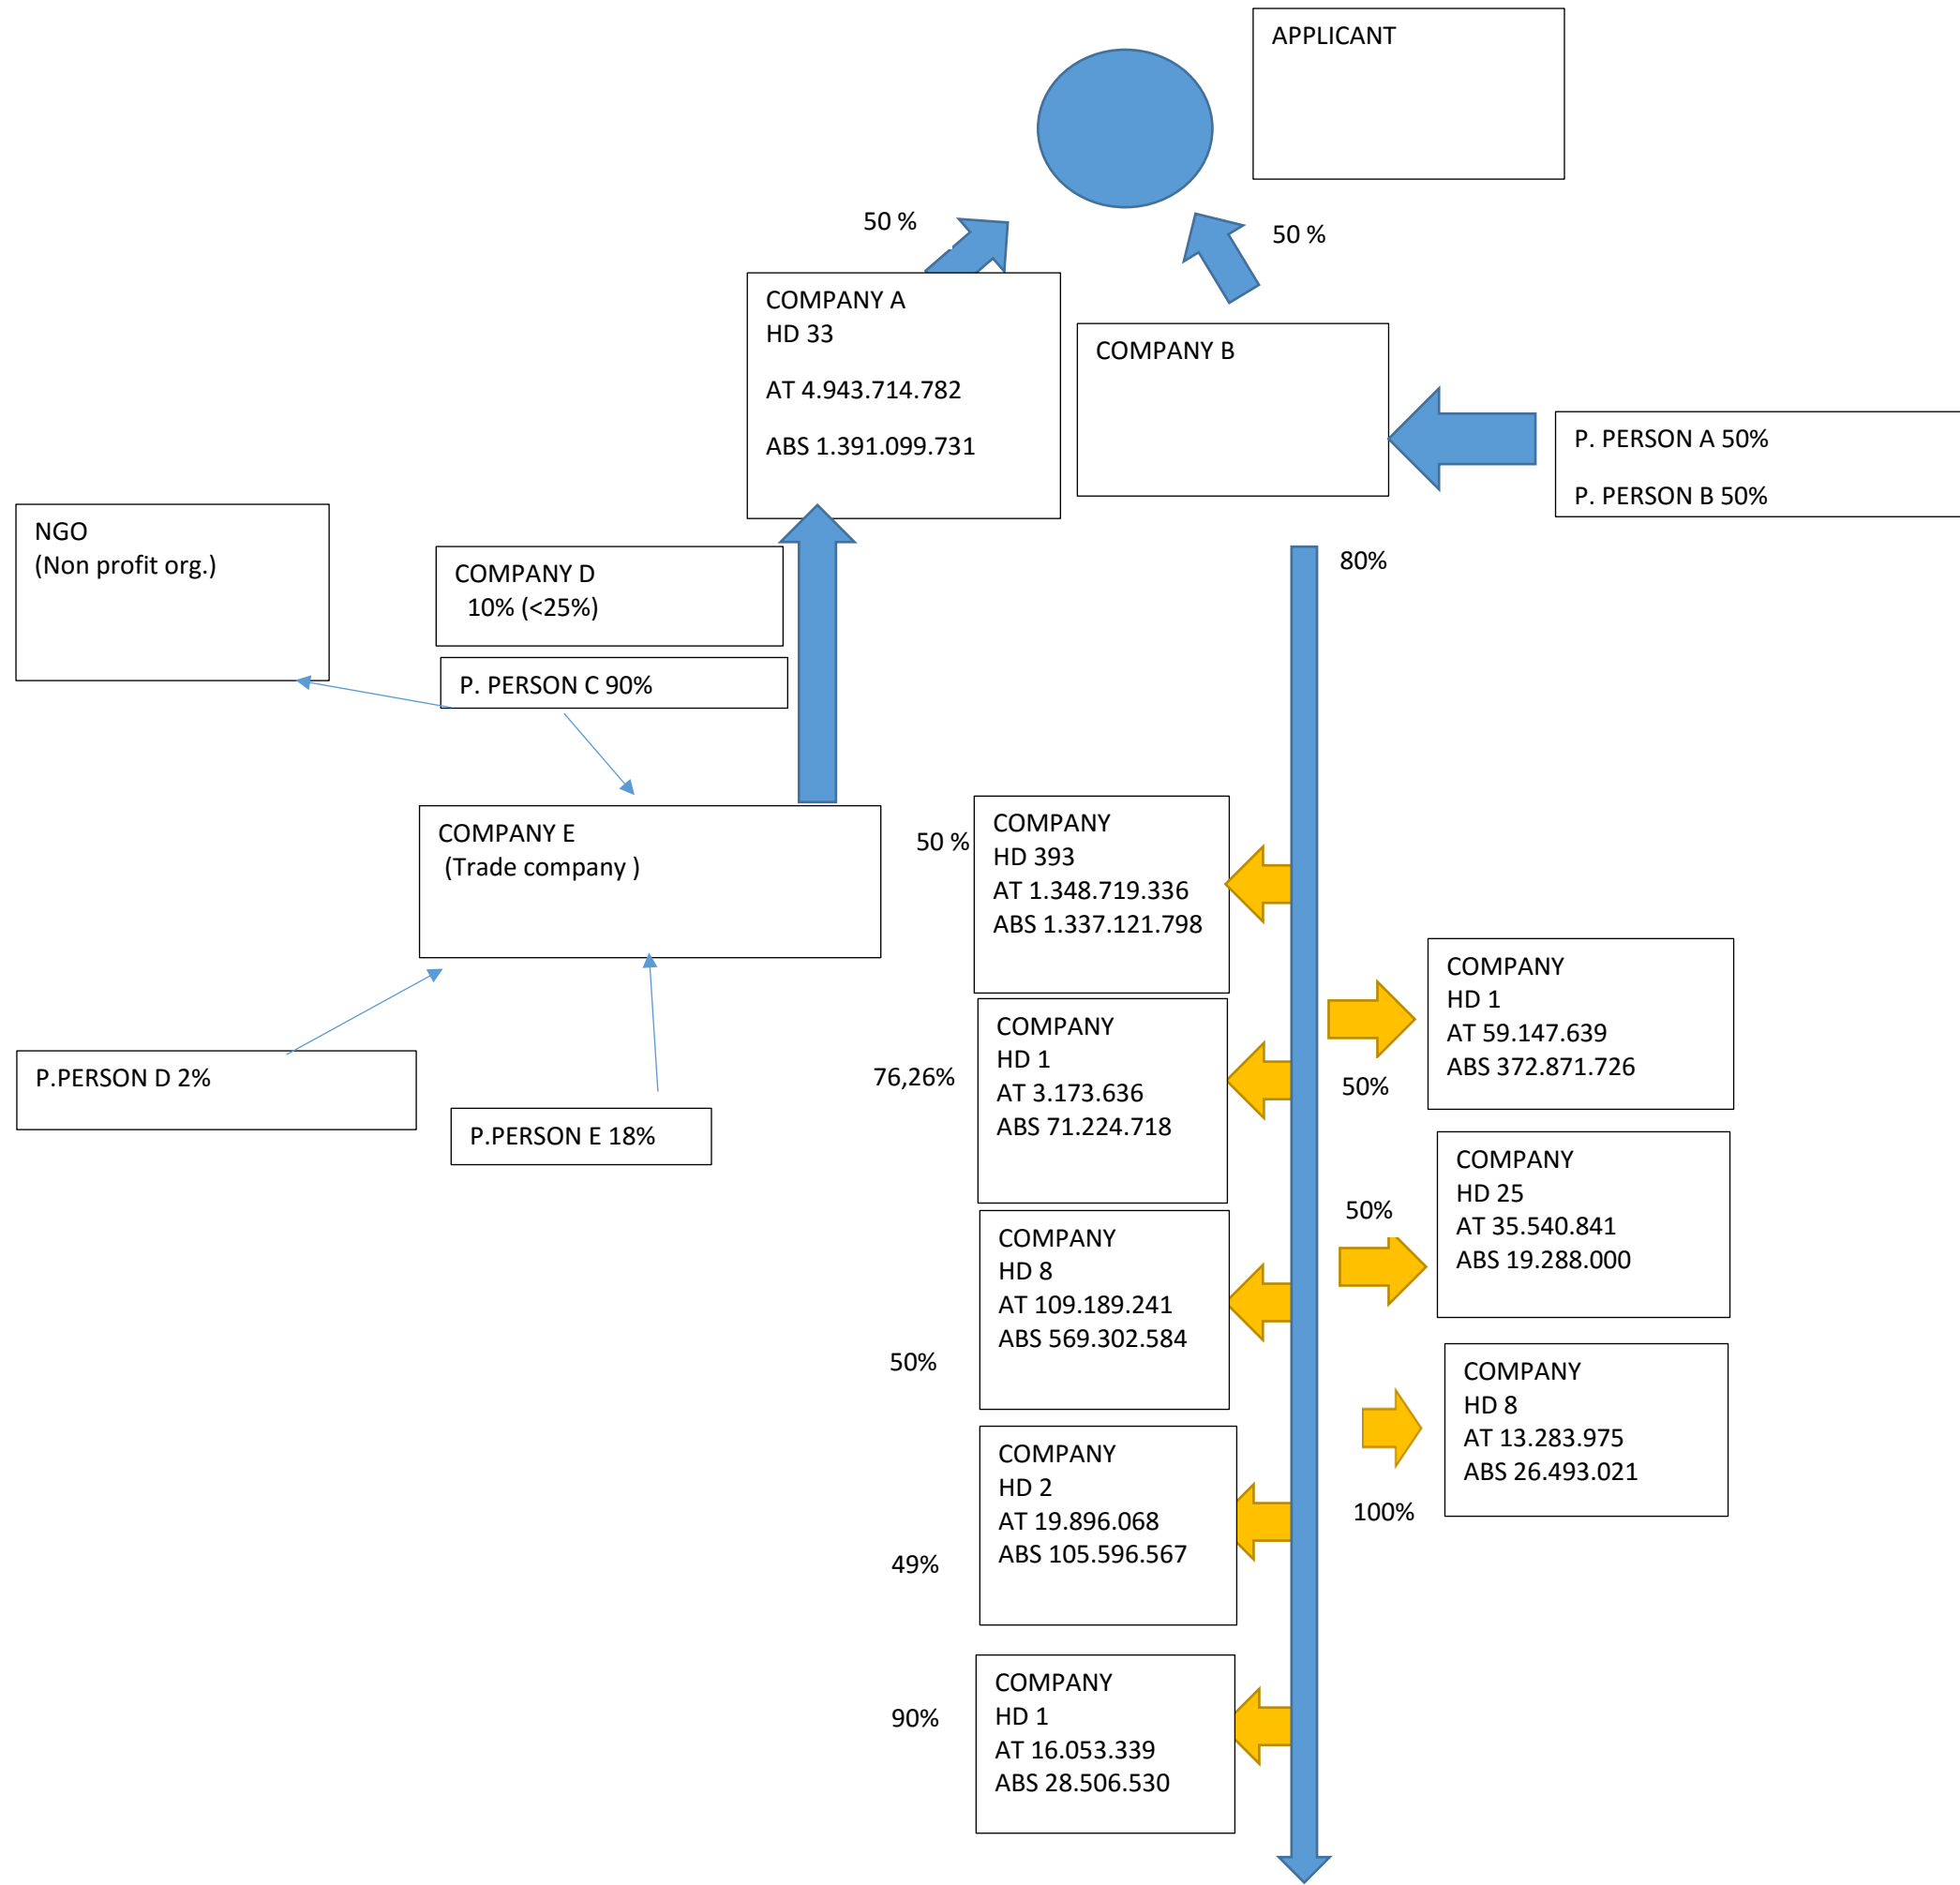 APPLICANT
50 %
50 %
COMPANY A
HD 33
AT 4.943.714.782
ABS 1.391.099.731
COMPANY B
P. PERSON A 50%
P. PERSON B 50%
NGO
(Non profit org.)
COMPANY D
10% (<25%)
80%
P. PERSON C 90%
COMPANY E
(Trade company )
50 %
COMPANY
HD 393
AT 1.348.719.336
ABS 1.337.121.798
COMPANY
HD 1
AT 59.147.639
ABS 372.871.726
50%
P.PERSON D 2%
P.PERSON E 18%
76,26%
COMPANY
HD 1
AT 3.173.636
ABS 71.224.718
50%
COMPANY
HD 25
AT 35.540.841
ABS 19.288.000
COMPANY
HD 8
AT 109.189.241
ABS 569.302.584
50%
COMPANY
HD 8
AT 13.283.975
ABS 26.493.021
100%
COMPANY
HD 2
AT 19.896.068
ABS 105.596.567
49%
COMPANY
HD 1
AT 16.053.339
ABS 28.506.530
90%